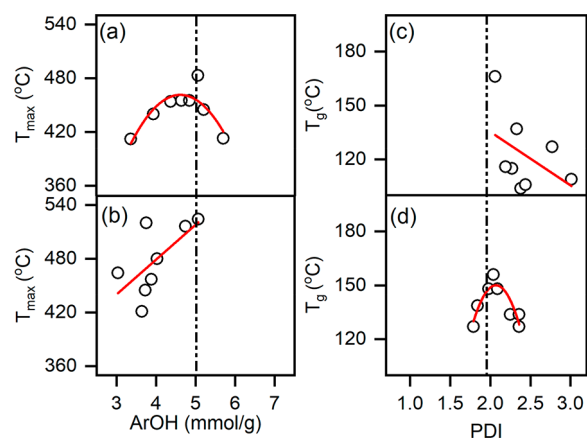 (a)
540
480
420
360
T_max (°C)
(b)
540
480
420
360
T_max (°C)
3 4 5 6 7
ArOH (mmol/g)
(c)
180
150
120
T_g (°C)
(d)
180
150
120
T_g (°C)
1.0 1.5 2.0 2.5 3.0
PDI